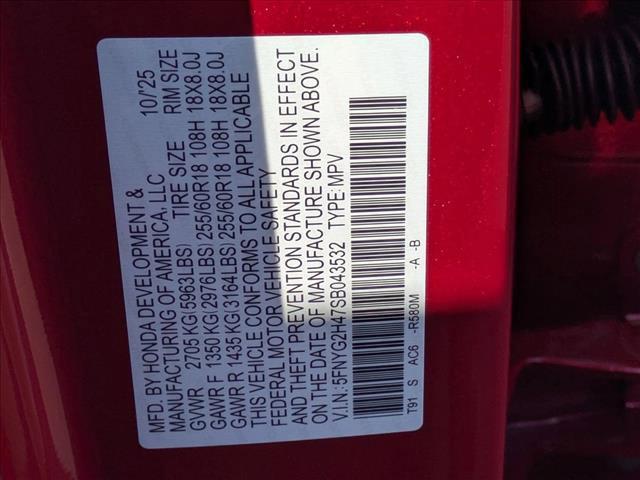 MFD. BY HONDA DEVELOPMENT & 10/'25
MANUFACTURING OF AMERICA, LLC
GVWR 2705 KG(5963LBS) TIRE SIZE RIM SIZE
GAWR F 1350 KG(2976LBS) 255/60R18 108H 18X8.0J
GAWR R 1435 KG(3164LBS) 255/60R18 108H 18X8.0J
THIS VEHICLE CONFORMS TO ALL APPLICABLE
FEDERAL MOTOR VEHICLE SAFETY
AND THEFT PREVENTION STANDARDS IN EFFECT
ON THE DATE OF MANUFACTURE SHOWN ABOVE.
V.I.N.:5FNYG2H47SB043532 TYPE:MPV
T91 S AC6 -R580M -A -B